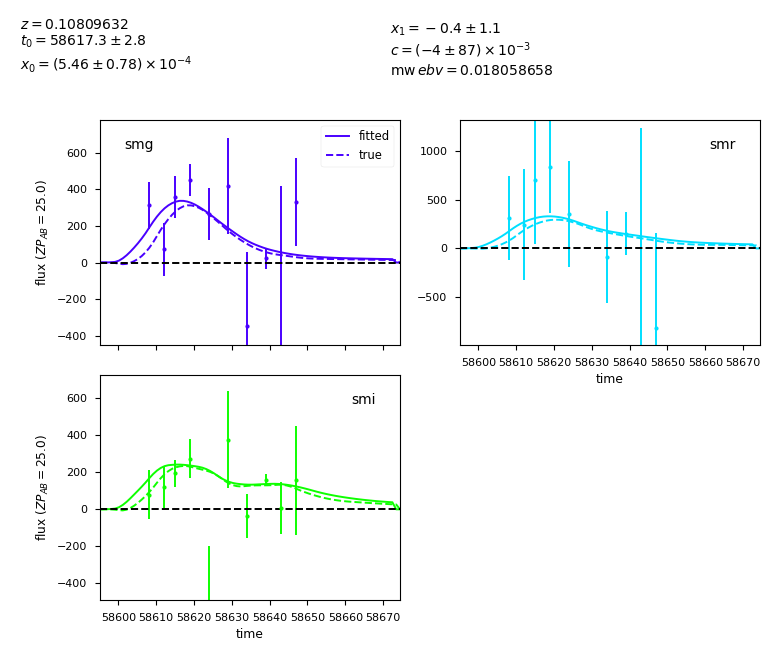 z = 0.10809632
t₀ = 58617.3 ± 2.8
x₀ = (5.46 ± 0.78) × 10⁻⁴
x₁ = −0.4 ± 1.1
c = (−4 ± 87) × 10⁻³
mw ebv = 0.018058658
smg
fitted
true
600
400
200
0
−200
−400
flux (ZP_AB = 25.0)
smr
1000
500
0
−500
58600 58610 58620 58630 58640 58650 58660 58670
time
smi
600
400
200
0
−200
−400
flux (ZP_AB = 25.0)
58600 58610 58620 58630 58640 58650 58660 58670
time